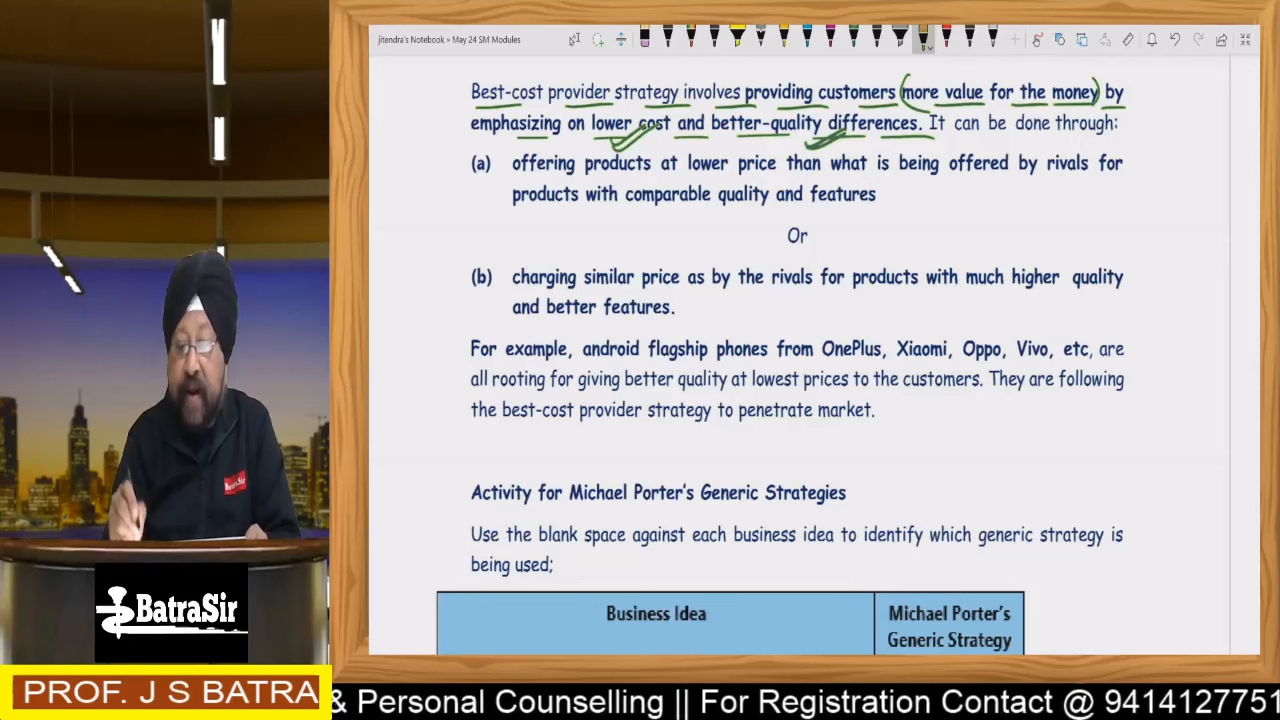 jitendra's Notebook » May 24 SM Modules
Best-cost provider strategy involves providing customers (more value for the money) by
emphasizing on lower cost and better-quality differences. It can be done through:
(a) offering products at lower price than what is being offered by rivals for
products with comparable quality and features
Or
(b) charging similar price as by the rivals for products with much higher quality
and better features.
For example, android flagship phones from OnePlus, Xiaomi, Oppo, Vivo, etc, are
all rooting for giving better quality at lowest prices to the customers. They are following
the best-cost provider strategy to penetrate market.
Activity for Michael Porter's Generic Strategies
Use the blank space against each business idea to identify which generic strategy is
being used;
Business Idea
Michael Porter's
Generic Strategy
BatraSir
BatraSir
PROF. J S BATRA
& Personal Counselling || For Registration Contact @ 9414127751